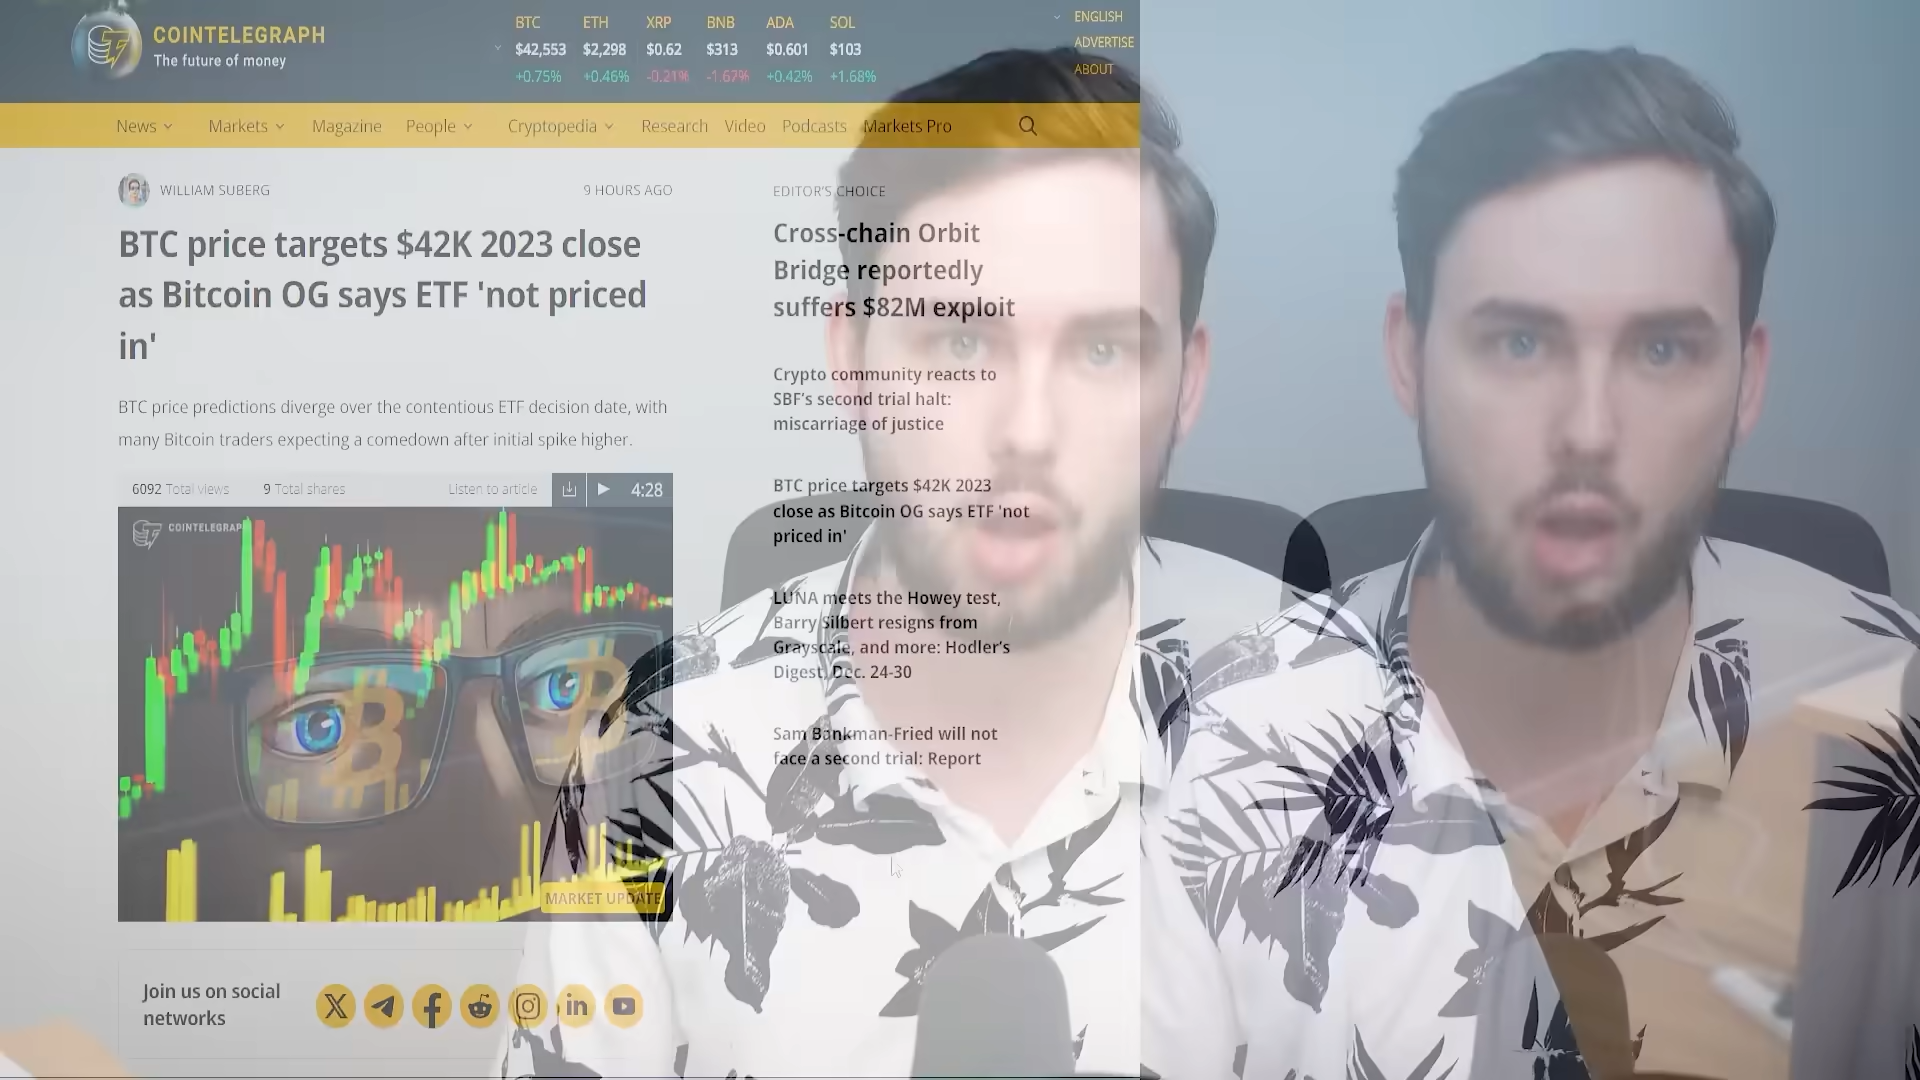 COINTELEGRAPH
The future of money
BTC ETH XRP BNB ADA SOL
$42,553 $2,298 $0.62 $313 $0.601 $103
+0.75% +0.46% -0.21% -1.67% +0.42% +1.68%
ENGLISH
ADVERTISE
ABOUT
News Markets Magazine People Cryptopedia Research Video Podcasts Markets Pro
WILLIAM SUBERG 9 HOURS AGO
BTC price targets $42K 2023 close
as Bitcoin OG says ETF 'not priced
in'
BTC price predictions diverge over the contentious ETF decision date, with
many Bitcoin traders expecting a comedown after initial spike higher.
6092 Total views 9 Total shares Listen to article 4:28
COINTELEGRAPH
MARKET UPDATE
Join us on social
networks
EDITOR'S CHOICE
Cross-chain Orbit
Bridge reportedly
suffers $82M exploit
Crypto community reacts to
SBF's second trial halt:
miscarriage of justice
BTC price targets $42K 2023
close as Bitcoin OG says ETF 'not
priced in'
LUNA meets the Howey test,
Barry Silbert resigns from
Grayscale, and more: Hodler's
Digest, Dec. 24-30
Sam Bankman-Fried will not
face a second trial: Report